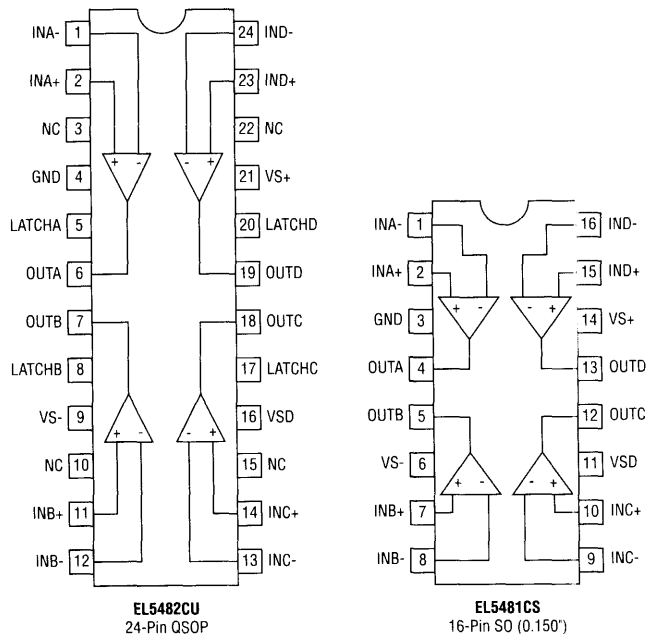 INA- 1 24 IND-
INA+ 2 23 IND+
NC 3 22 NC
+ - - +
GND 4 21 VS+
LATCHA 5 20 LATCHD
OUTA 6 19 OUTD
OUTB 7 18 OUTC
LATCHB 8 17 LATCHC
VS- 9 16 VSD
+ - - +
NC 10 15 NC
INB+ 11 14 INC+
INB- 12 13 INC-
EL5482CU
24-Pin QSOP
INA- 1 16 IND-
INA+ 2 15 IND+
+ - - +
GND 3 14 VS+
OUTA 4 13 OUTD
OUTB 5 12 OUTC
VS- 6 11 VSD
+ - - +
INB+ 7 10 INC+
INB- 8 9 INC-
EL5481CS
16-Pin SO (0.150")